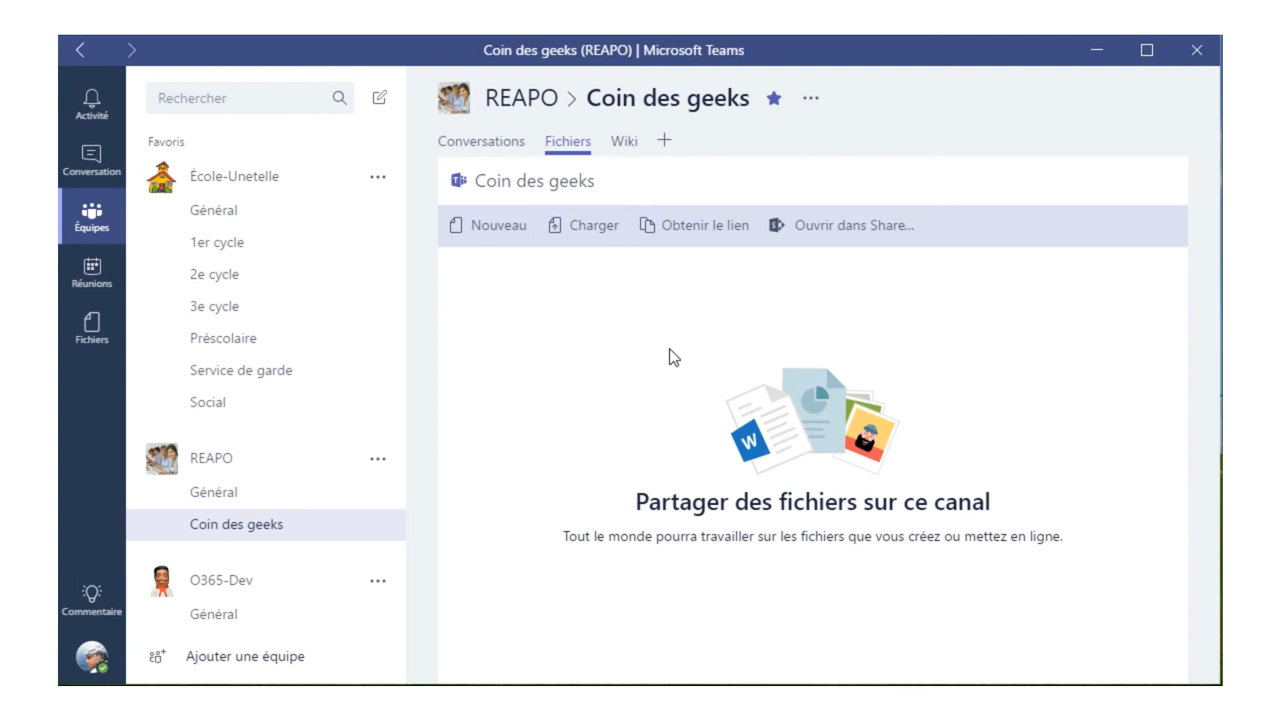 Coin des geeks (REAPO) | Microsoft Teams
Activité
Conversation
Équipes
Réunions
Fichiers
Commentaire
Rechercher
Favoris
École-Unetelle
Général
1er cycle
2e cycle
3e cycle
Préscolaire
Service de garde
Social
REAPO
Général
Coin des geeks
O365-Dev
Général
Ajouter une équipe
REAPO > Coin des geeks
Conversations Fichiers Wiki
Coin des geeks
Nouveau Charger Obtenir le lien Ouvrir dans Share...
W
Partager des fichiers sur ce canal
Tout le monde pourra travailler sur les fichiers que vous créez ou mettez en ligne.